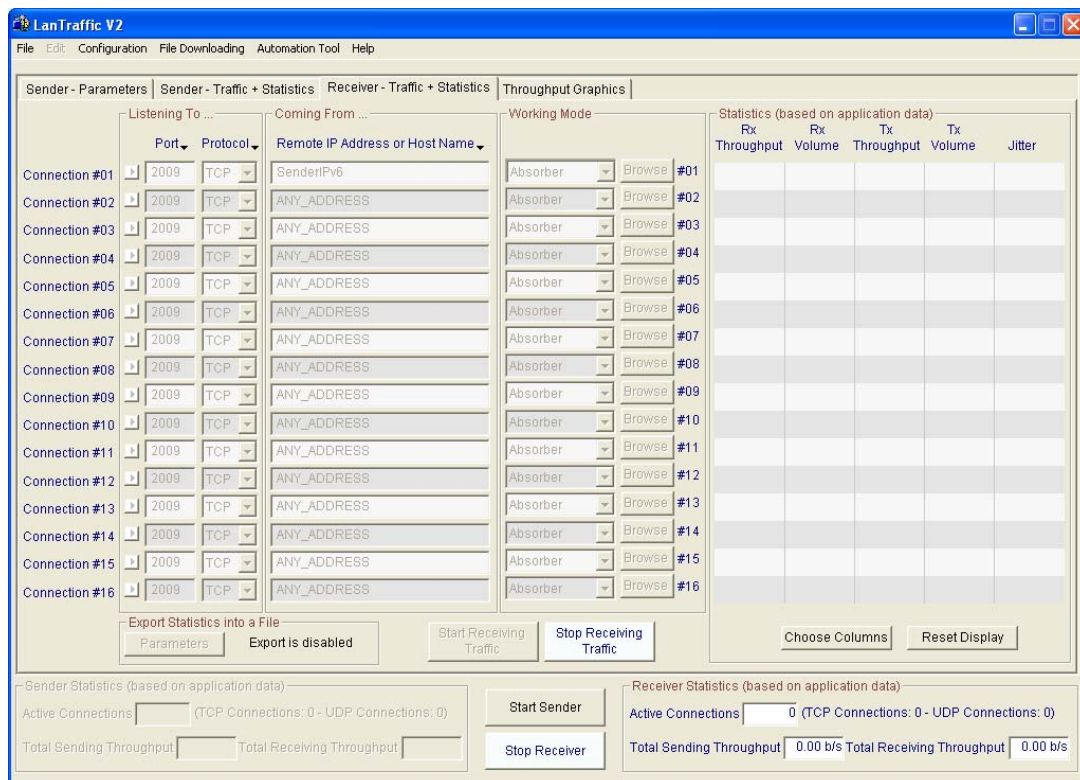 LanTraffic V2
File Edit Configuration File Downloading Automation Tool Help
Sender - Parameters Sender - Traffic + Statistics Receiver - Traffic + Statistics Throughput Graphics
Listening To ... Coming From ... Working Mode Statistics (based on application data)
Rx Rx Tx Tx
Port Protocol Remote IP Address or Host Name Throughput Volume Throughput Volume Jitter
Connection #01 2009 TCP SenderIPv6 Absorber Browse #01
Connection #02 2009 TCP ANY_ADDRESS Absorber Browse #02
Connection #03 2009 TCP ANY_ADDRESS Absorber Browse #03
Connection #04 2009 TCP ANY_ADDRESS Absorber Browse #04
Connection #05 2009 TCP ANY_ADDRESS Absorber Browse #05
Connection #06 2009 TCP ANY_ADDRESS Absorber Browse #06
Connection #07 2009 TCP ANY_ADDRESS Absorber Browse #07
Connection #08 2009 TCP ANY_ADDRESS Absorber Browse #08
Connection #09 2009 TCP ANY_ADDRESS Absorber Browse #09
Connection #10 2009 TCP ANY_ADDRESS Absorber Browse #10
Connection #11 2009 TCP ANY_ADDRESS Absorber Browse #11
Connection #12 2009 TCP ANY_ADDRESS Absorber Browse #12
Connection #13 2009 TCP ANY_ADDRESS Absorber Browse #13
Connection #14 2009 TCP ANY_ADDRESS Absorber Browse #14
Connection #15 2009 TCP ANY_ADDRESS Absorber Browse #15
Connection #16 2009 TCP ANY_ADDRESS Absorber Browse #16
Export Statistics into a File
Parameters Export is disabled
Start Receiving Traffic
Stop Receiving Traffic
Choose Columns Reset Display
Sender Statistics (based on application data)
Active Connections (TCP Connections: 0 - UDP Connections: 0)
Total Sending Throughput Total Receiving Throughput
Start Sender
Stop Receiver
Receiver Statistics (based on application data)
Active Connections 0 (TCP Connections: 0 - UDP Connections: 0)
Total Sending Throughput 0.00 b/s Total Receiving Throughput 0.00 b/s